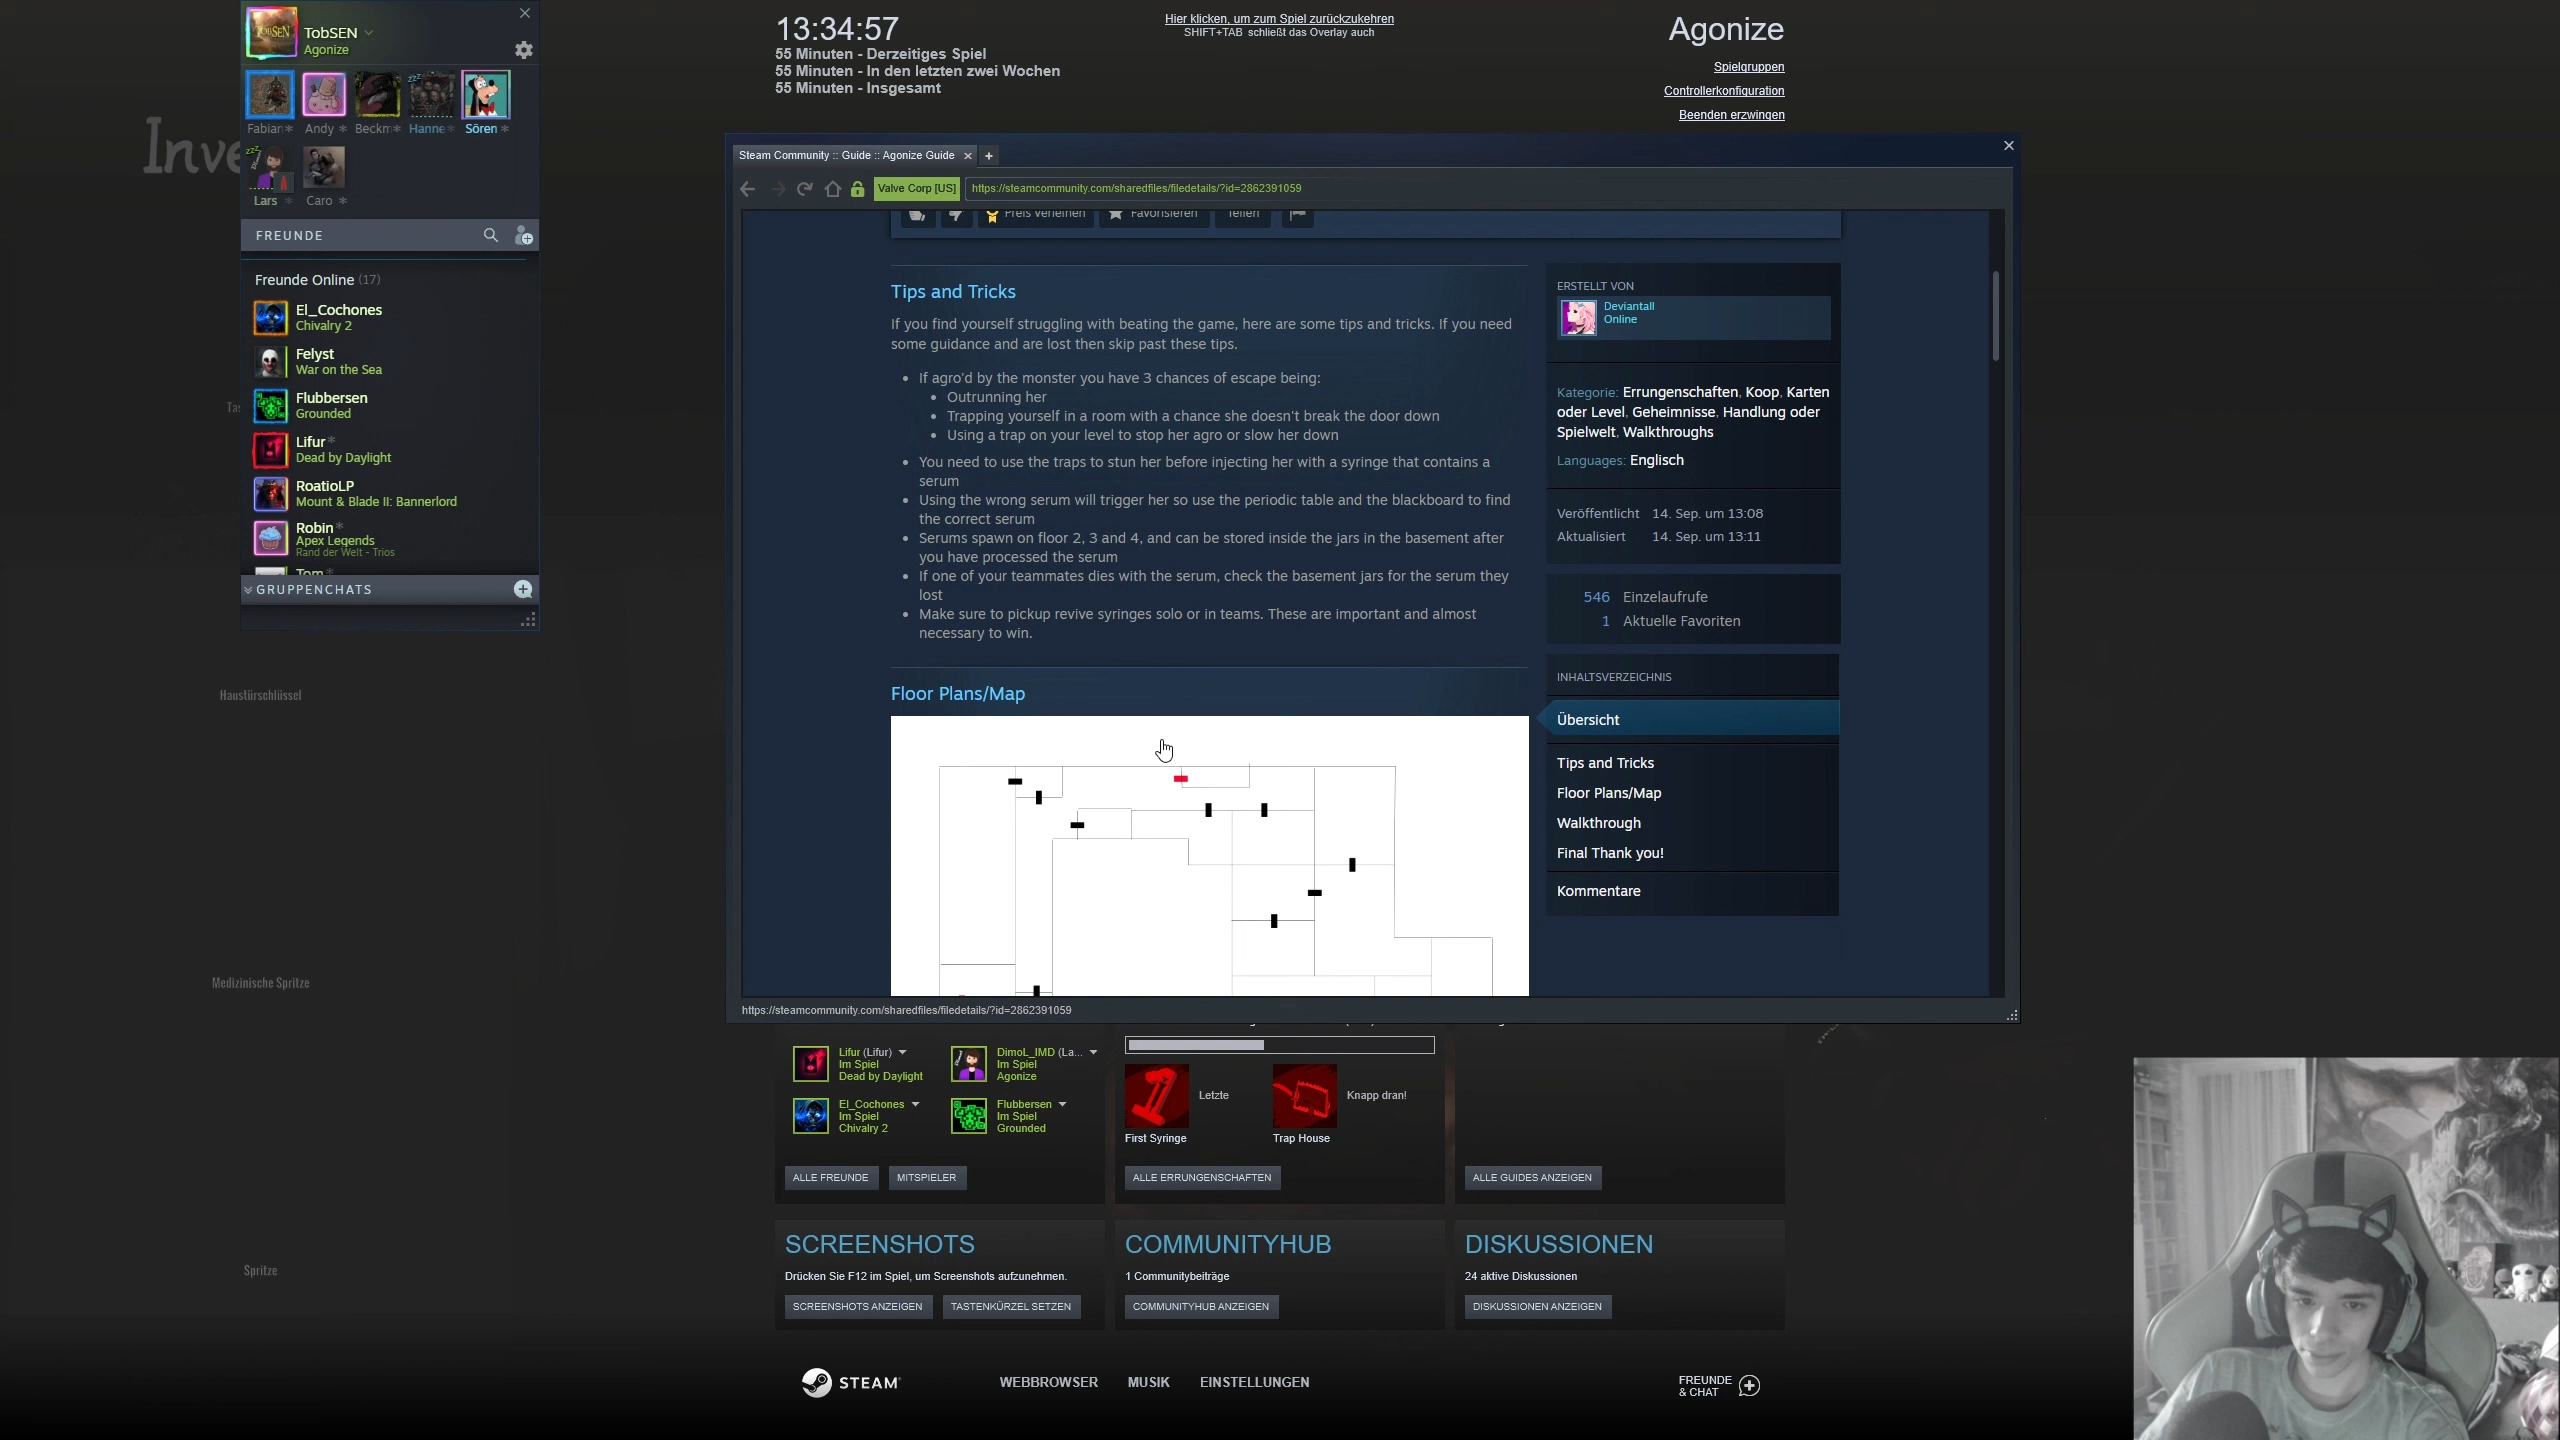 Inve
Haustürschlüssel
Medizinische Spritze
Spritze
TobSEN
Agonize
Fabian*
Andy *
Beckm*
Hanne *
Sören *
Lars *
Caro *
FREUNDE
Freunde Online (17)
El_Cochones
Chivalry 2
Felyst
War on the Sea
Flubbersen
Grounded
Lifur *
Dead by Daylight
RoatioLP
Mount & Blade II: Bannerlord
Robin *
Apex Legends
Rand der Welt - Trios
Tom *
GRUPPENCHATS
13:34:57
55 Minuten - Derzeitiges Spiel
55 Minuten - In den letzten zwei Wochen
55 Minuten - Insgesamt
Hier klicken, um zum Spiel zurückzukehren
SHIFT+TAB schließt das Overlay auch
Agonize
Spielgruppen
Controllerkonfiguration
Beenden erzwingen
Steam Community :: Guide :: Agonize Guide
Valve Corp [US]
https://steamcommunity.com/sharedfiles/filedetails/?id=2862391059
Preis verleihen
Favorisieren
Teilen
Tips and Tricks
If you find yourself struggling with beating the game, here are some tips and tricks. If you need
some guidance and are lost then skip past these tips.
If agro'd by the monster you have 3 chances of escape being:
Outrunning her
Trapping yourself in a room with a chance she doesn't break the door down
Using a trap on your level to stop her agro or slow her down
You need to use the traps to stun her before injecting her with a syringe that contains a
serum
Using the wrong serum will trigger her so use the periodic table and the blackboard to find
the correct serum
Serums spawn on floor 2, 3 and 4, and can be stored inside the jars in the basement after
you have processed the serum
If one of your teammates dies with the serum, check the basement jars for the serum they
lost
Make sure to pickup revive syringes solo or in teams. These are important and almost
necessary to win.
Floor Plans/Map
ERSTELLT VON
Deviantall
Online
Kategorie: Errungenschaften, Koop, Karten
oder Level, Geheimnisse, Handlung oder
Spielwelt, Walkthroughs
Languages: Englisch
Veröffentlicht 14. Sep. um 13:08
Aktualisiert 14. Sep. um 13:11
546 Einzelaufrufe
1 Aktuelle Favoriten
INHALTSVERZEICHNIS
Übersicht
Tips and Tricks
Floor Plans/Map
Walkthrough
Final Thank you!
Kommentare
https://steamcommunity.com/sharedfiles/filedetails/?id=2862391059
Lifur (Lifur)
Im Spiel
Dead by Daylight
DimoL_IMD (La...
Im Spiel
Agonize
El_Cochones
Im Spiel
Chivalry 2
Flubbersen
Im Spiel
Grounded
ALLE FREUNDE
MITSPIELER
Letzte
First Syringe
Knapp dran!
Trap House
ALLE ERRUNGENSCHAFTEN
ALLE GUIDES ANZEIGEN
SCREENSHOTS
Drücken Sie F12 im Spiel, um Screenshots aufzunehmen.
SCREENSHOTS ANZEIGEN
TASTENKÜRZEL SETZEN
COMMUNITYHUB
1 Communitybeiträge
COMMUNITYHUB ANZEIGEN
DISKUSSIONEN
24 aktive Diskussionen
DISKUSSIONEN ANZEIGEN
STEAM
WEBBROWSER
MUSIK
EINSTELLUNGEN
FREUNDE
& CHAT